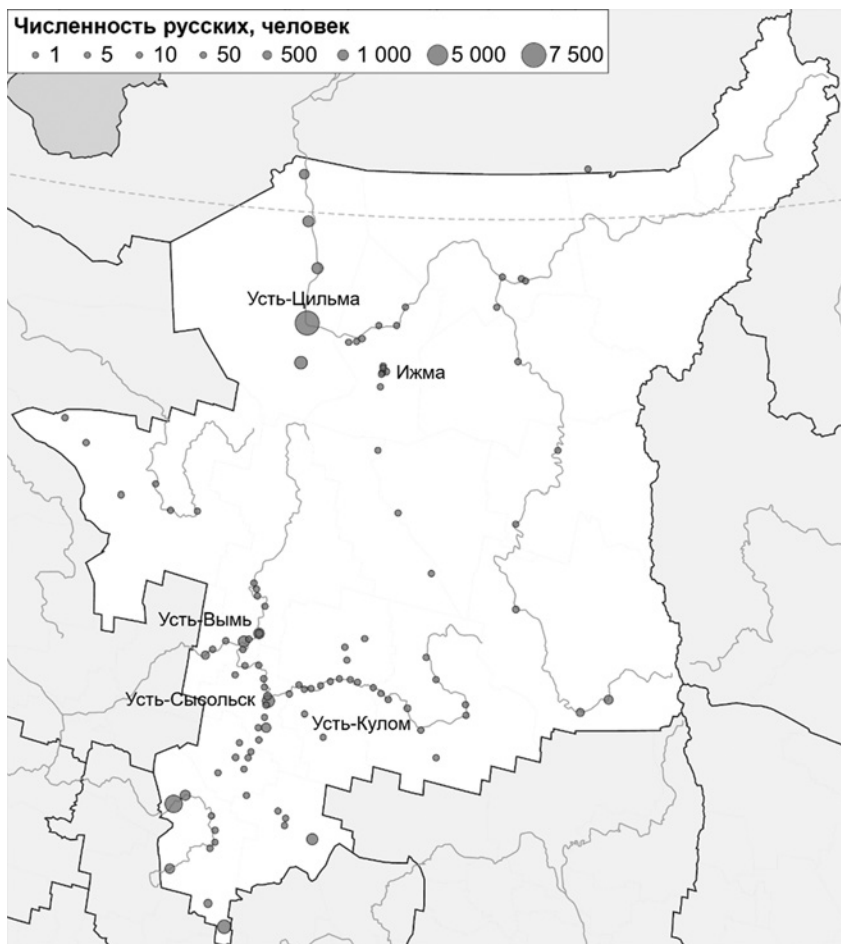 Численность русских, человек
1 5 10 50 500 1 000 5 000 7 500
Усть-Цильма
Ижма
Усть-Вымь
Усть-Сысольск
Усть-Кулом